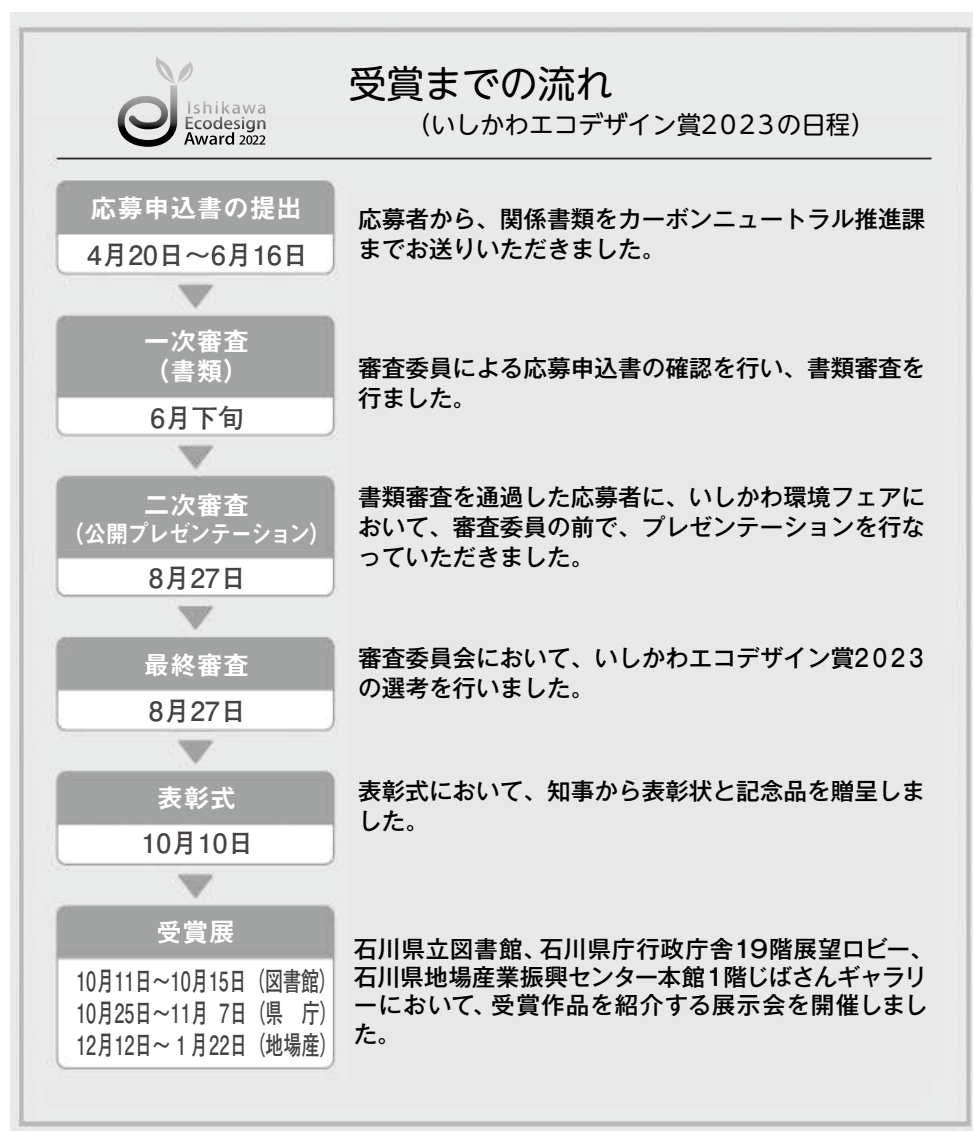 Ishikawa
Ecodesign
Award 2022
受賞までの流れ
(いしかわエコデザイン賞2023の日程)
応募申込書の提出
4月20日〜6月16日
応募者から、関係書類をカーボンニュートラル推進課
までお送りいただきました。
一次審査
(書類)
6月下旬
審査委員による応募申込書の確認を行い、書類審査を
行ました。
二次審査
(公開プレゼンテーション)
8月27日
書類審査を通過した応募者に、いしかわ環境フェアに
おいて、審査委員の前で、プレゼンテーションを行な
っていただきました。
最終審査
8月27日
審査委員会において、いしかわエコデザイン賞2023
の選考を行いました。
表彰式
10月10日
表彰式において、知事から表彰状と記念品を贈呈しま
した。
受賞展
10月11日〜10月15日(図書館)
10月25日〜11月 7日(県 庁)
12月12日〜 1月22日(地場産)
石川県立図書館、石川県庁行政庁舎19階展望ロビー、
石川県地場産業振興センター本館1階じばさんギャラリ
ーにおいて、受賞作品を紹介する展示会を開催しまし
た。